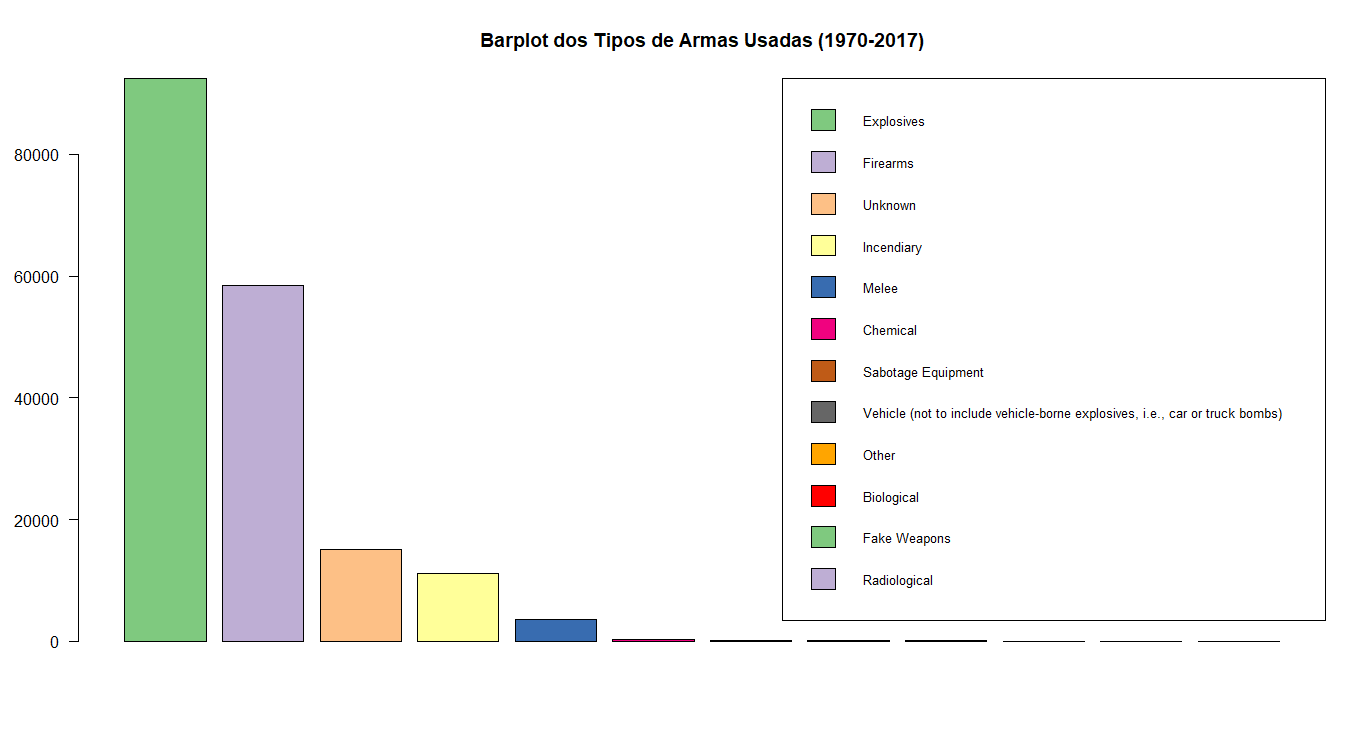 Barplot dos Tipos de Armas Usadas (1970-2017)
80000
60000
40000
20000
0
Explosives
Firearms
Unknown
Incendiary
Melee
Chemical
Sabotage Equipment
Vehicle (not to include vehicle-borne explosives, i.e., car or truck bombs)
Other
Biological
Fake Weapons
Radiological